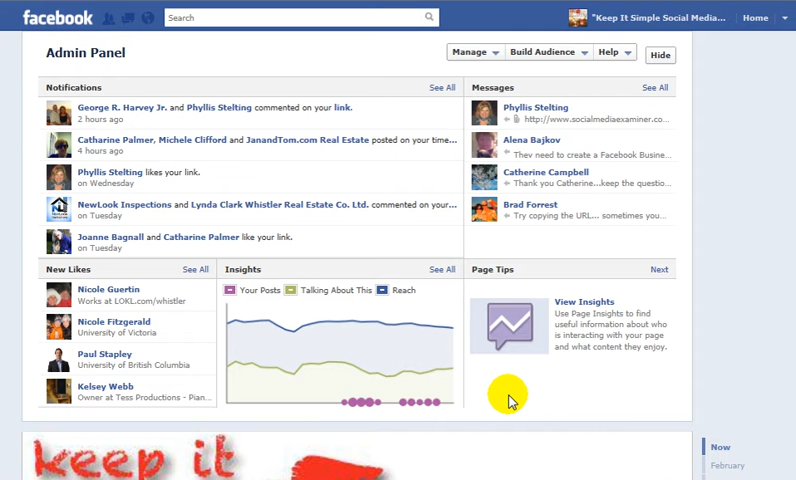 facebook
Search
"Keep It Simple Social Media...
Home
Admin Panel
Manage
Build Audience
Help
Hide
Notifications
See All
George R. Harvey Jr. and Phyllis Stelting commented on your link.
2 hours ago
Catharine Palmer, Michele Clifford and JanandTom.com Real Estate posted on your time...
4 hours ago
Phyllis Stelting likes your link.
on Wednesday
NewLook Inspections and Lynda Clark Whistler Real Estate Co. Ltd. commented on your...
on Tuesday
Joanne Bagnall and Catharine Palmer like your link.
on Tuesday
Messages
See All
Phyllis Stelting
http://www.socialmediaexaminer.co...
Alena Bajkov
They need to create a Facebook Busine...
Catherine Campbell
Thank you Catherine...keep the questio...
Brad Forrest
Try copying the URL... sometimes you...
New Likes
See All
Nicole Guertin
Works at LOKL.com/whistler
Nicole Fitzgerald
University of Victoria
Paul Stapley
University of British Columbia
Kelsey Webb
Owner at Tess Productions - Pian...
Insights
See All
Your Posts
Talking About This
Reach
Page Tips
Next
View Insights
Use Page Insights to find
useful information about who
is interacting with your page
and what content they enjoy.
keep it
Now
February